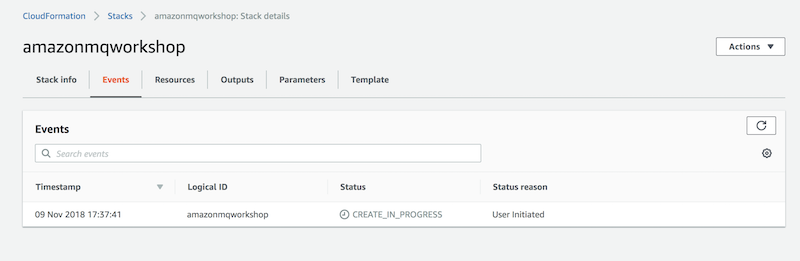 CloudFormation > Stacks > amazonmqworkshop: Stack details
amazonmqworkshop
Actions
Stack info Events Resources Outputs Parameters Template
Events
Search events
Timestamp Logical ID Status Status reason
09 Nov 2018 17:37:41 amazonmqworkshop CREATE_IN_PROGRESS User Initiated